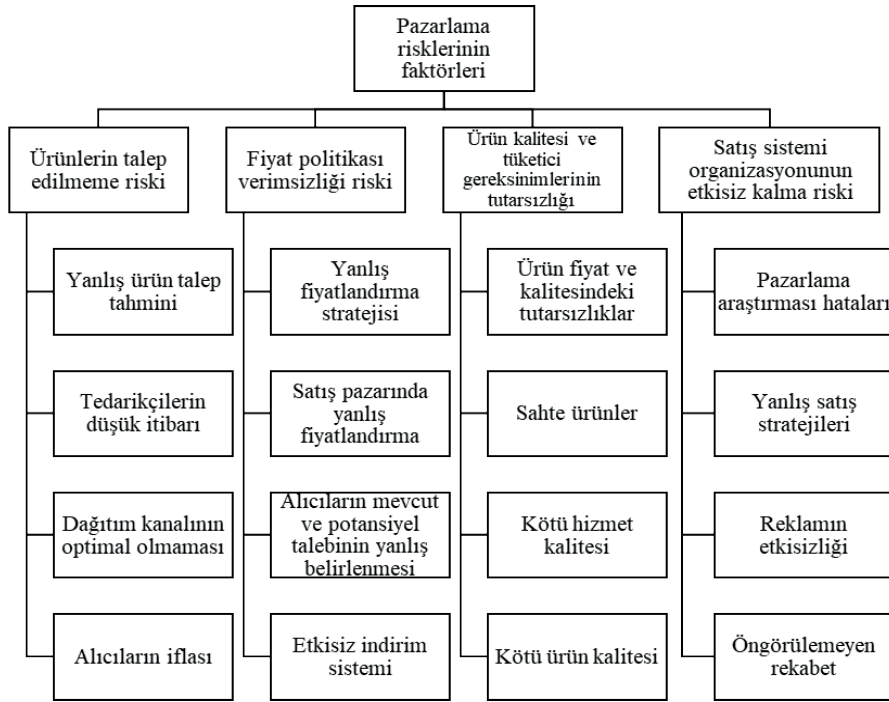 Pazarlama
risklerinin
faktörleri
Ürünlerin talep
edilmeme riski
Fiyat politikası
verimsizliği riski
Ürün kalitesi ve
tüketici
gereksinimlerinin
tutarsızlığı
Satış sistemi
organizasyonunun
etkisiz kalma riski
Yanlış ürün talep
tahmini
Yanlış
fiyatlandırma
stratejisi
Ürün fiyat ve
kalitesindeki
tutarsızlıklar
Pazarlama
araştırması hataları
Tedarikçilerin
düşük itibarı
Satış pazarında
yanlış
fiyatlandırma
Sahte ürünler
Yanlış satış
stratejileri
Dağıtım kanalının
optimal olmaması
Alıcıların mevcut
ve potansiyel
talebinin yanlış
belirlenmesi
Kötü hizmet
kalitesi
Reklamın
etkisizliği
Alıcıların iflası
Etkisiz indirim
sistemi
Kötü ürün kalitesi
Öngörülemeyen
rekabet